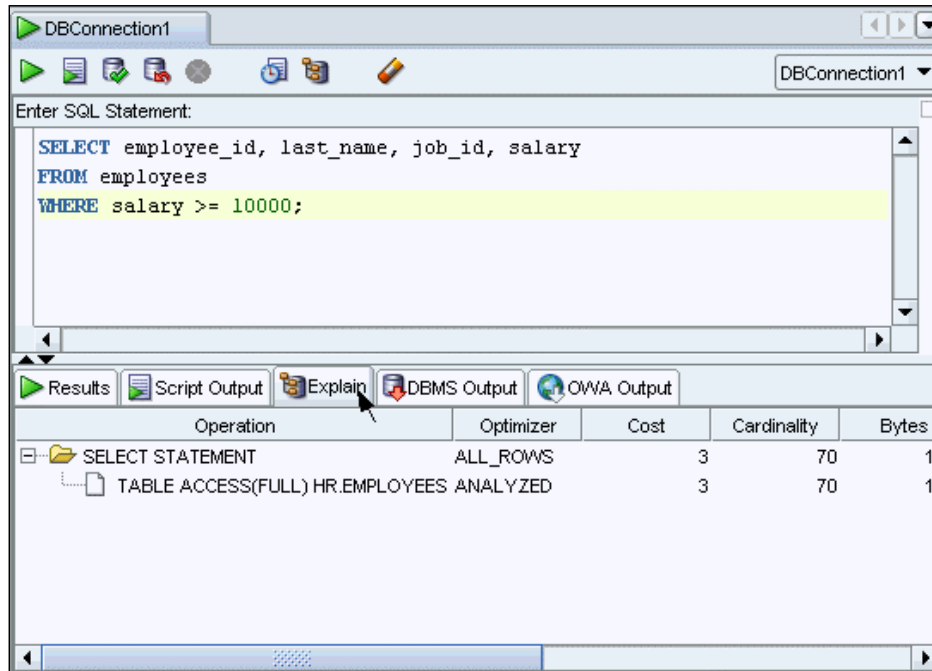 DBConnection1
DBConnection1
Enter SQL Statement:
SELECT employee_id, last_name, job_id, salary
FROM employees
WHERE salary >= 10000;
Results Script Output Explain DBMS Output OWA Output
Operation Optimizer Cost Cardinality Bytes
SELECT STATEMENT ALL_ROWS 3 70 1
TABLE ACCESS(FULL) HR.EMPLOYEES ANALYZED 3 70 1